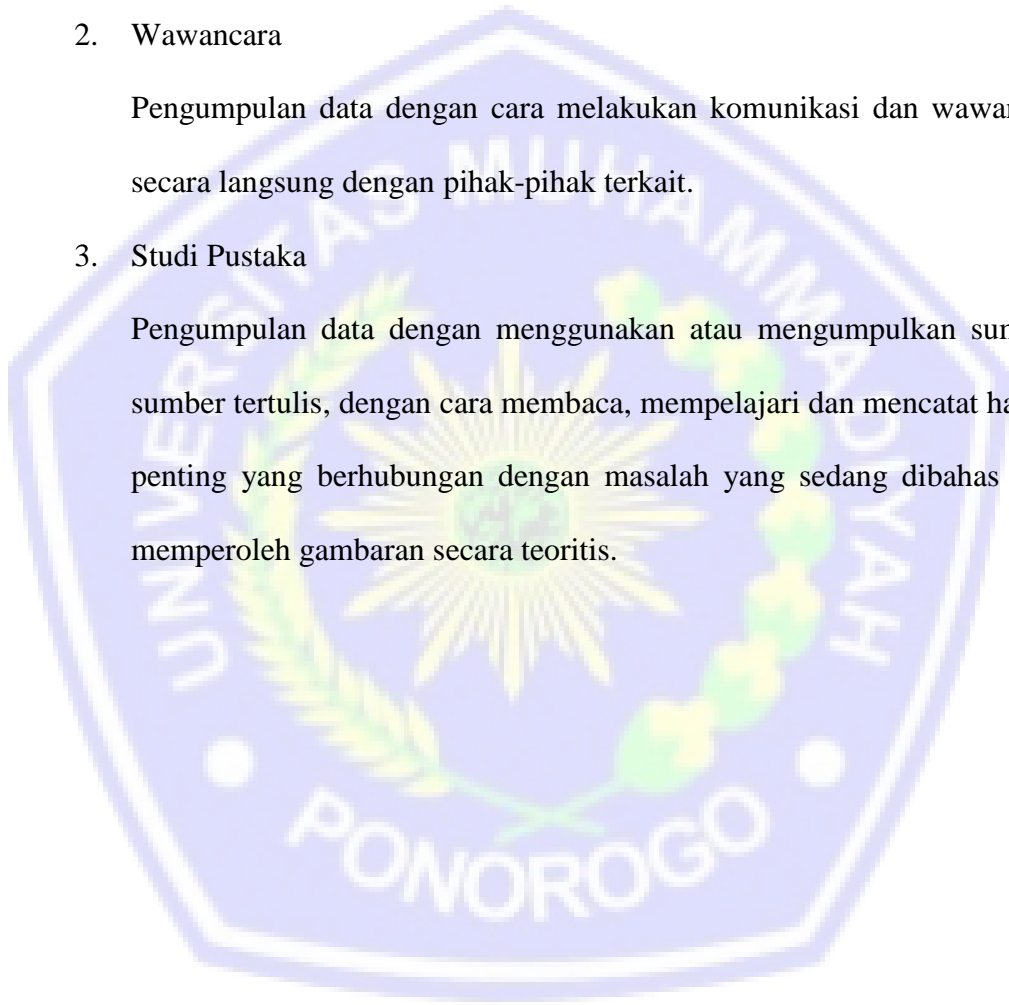 2. Wawancara
Pengumpulan data dengan cara melakukan komunikasi dan wawan
secara langsung dengan pihak-pihak terkait.
3. Studi Pustaka
Pengumpulan data dengan menggunakan atau mengumpulkan sum
sumber tertulis, dengan cara membaca, mempelajari dan mencatat ha
penting yang berhubungan dengan masalah yang sedang dibahas
memperoleh gambaran secara teoritis.
UNIVERSITAS MUHAMMADIYAH
PONOROGO